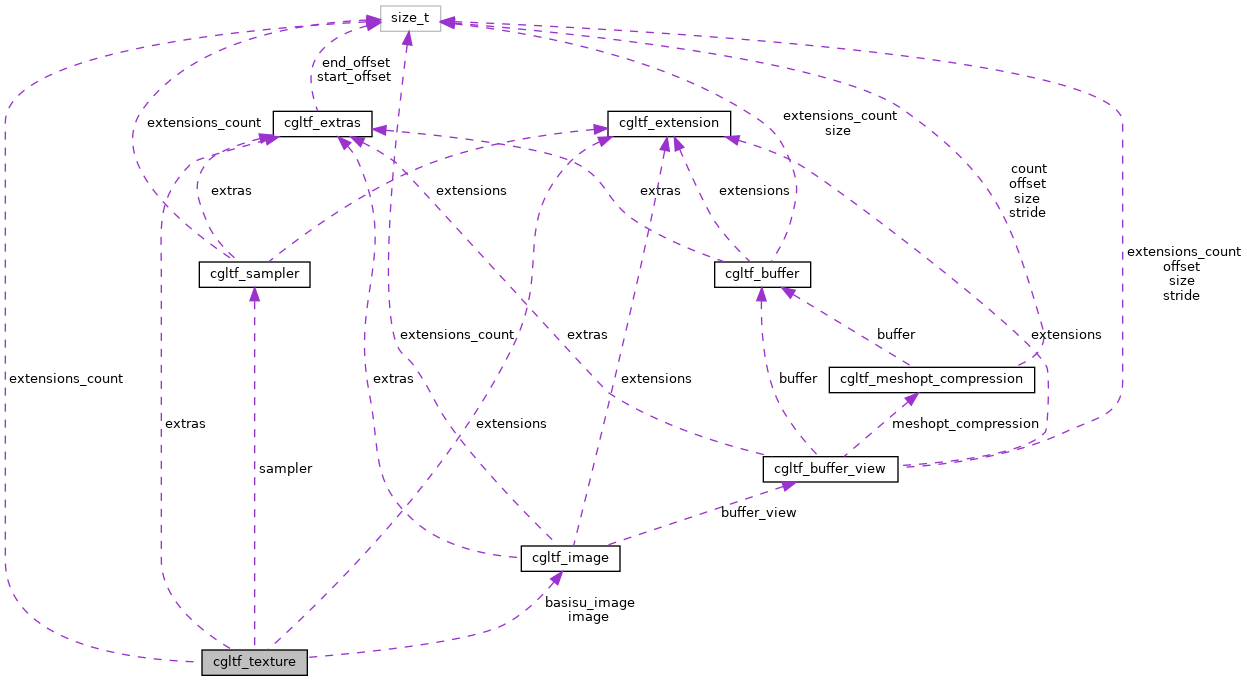 size_t
end_offset
start_offset
cgltf_extras
cgltf_extension
extensions_count
extensions_count
size
extras
extensions
extras
extensions
count
offset
size
stride
cgltf_sampler
cgltf_buffer
extensions_count
offset
size
stride
extensions_count
extras
buffer
extensions
extensions_count
extras
extensions
buffer
cgltf_meshopt_compression
extras
extensions
meshopt_compression
sampler
cgltf_buffer_view
buffer_view
cgltf_image
basisu_image
image
cgltf_texture